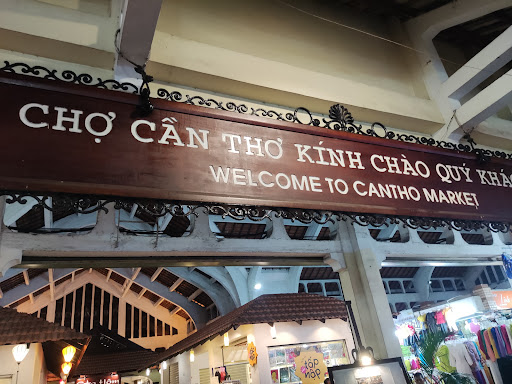 CHỢ CẦN THƠ KÍNH CHÀO QUÝ KHÁ
WELCOME TO CANTHO MARKET